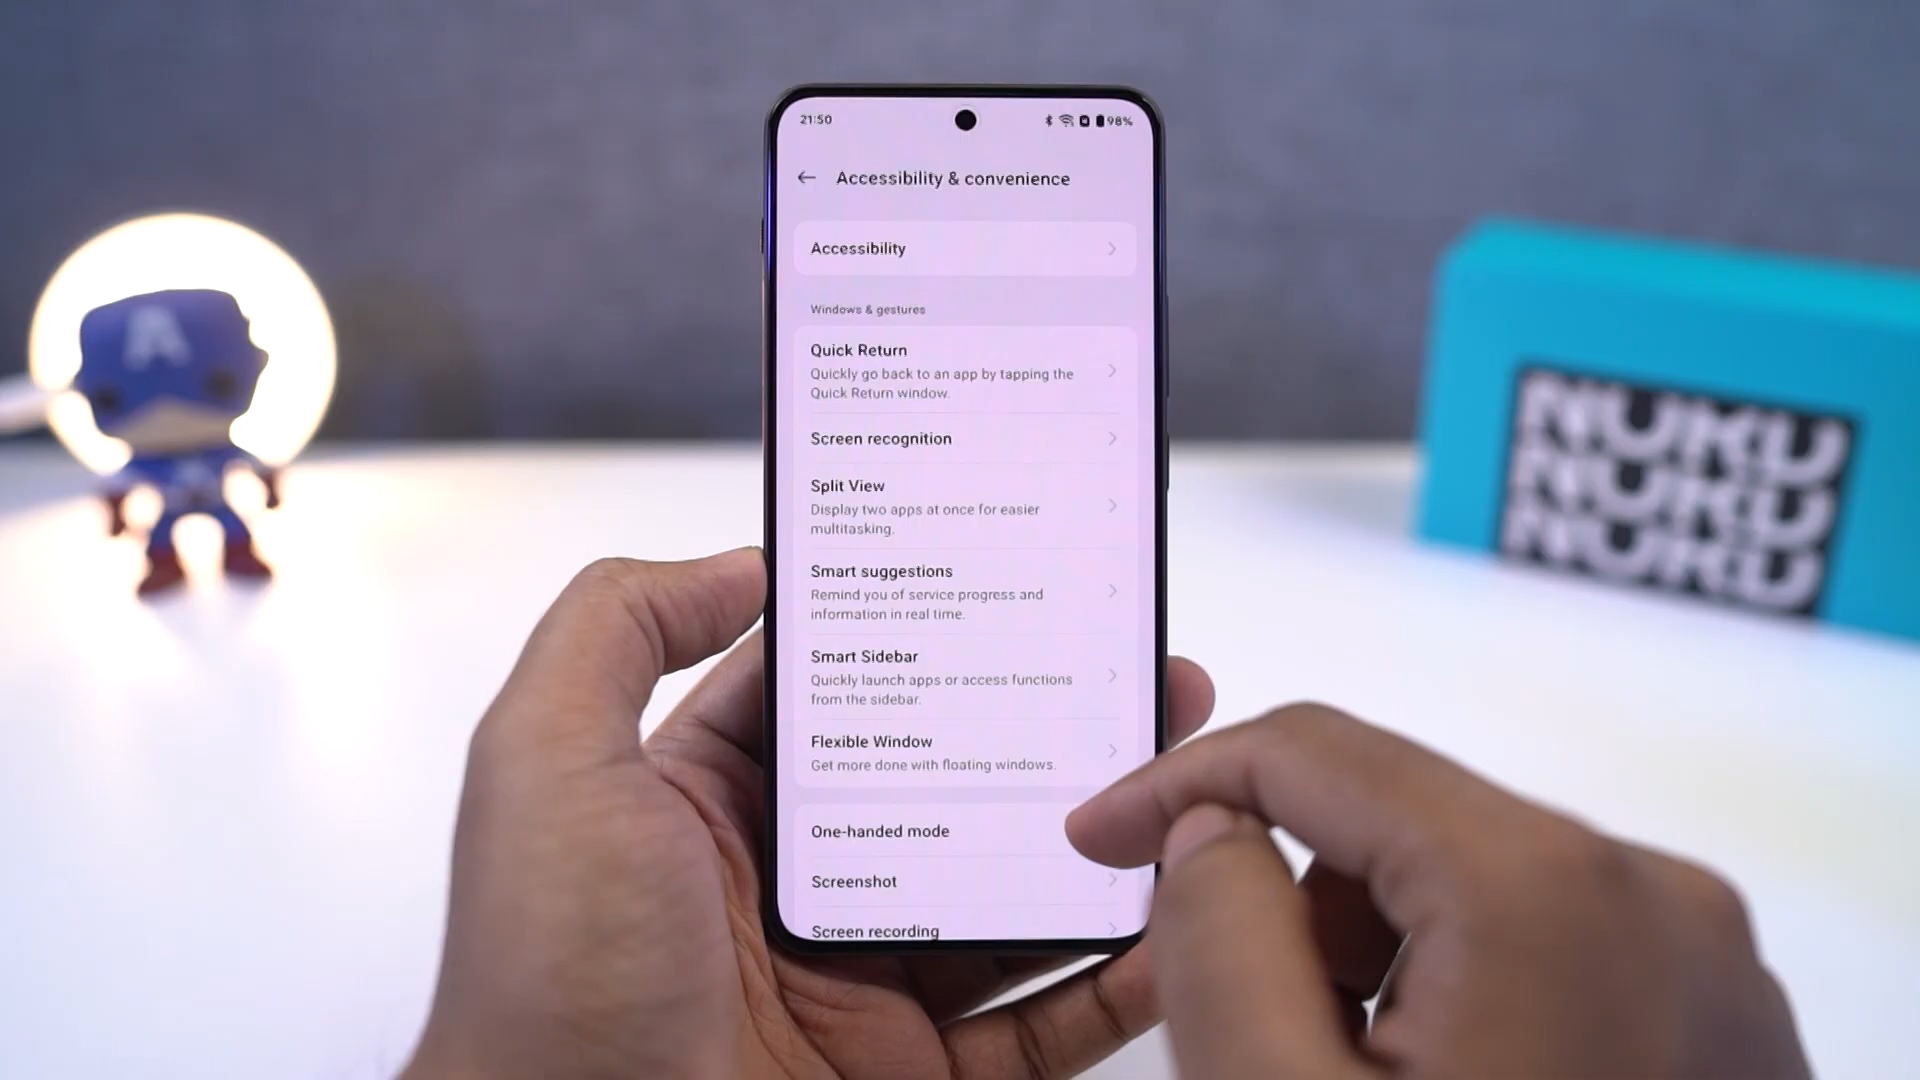 21:50
98%
Accessibility & convenience
Accessibility
Windows & gestures
Quick Return
Quickly go back to an app by tapping the
Quick Return window.
Screen recognition
Split View
Display two apps at once for easier
multitasking.
Smart suggestions
Remind you of service progress and
information in real time.
Smart Sidebar
Quickly launch apps or access functions
from the sidebar.
Flexible Window
Get more done with floating windows.
One-handed mode
Screenshot
Screen recording
A
NUKU
NUKU
NUKU